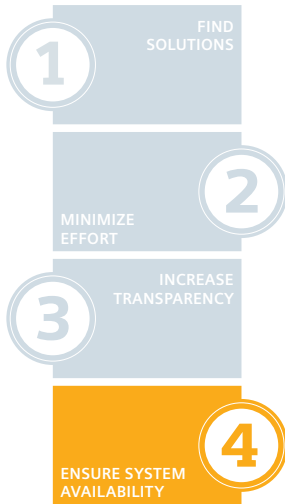 1
FIND
SOLUTIONS
2
MINIMIZE
EFFORT
3
INCREASE
TRANSPARENCY
4
ENSURE SYSTEM
AVAILABILITY